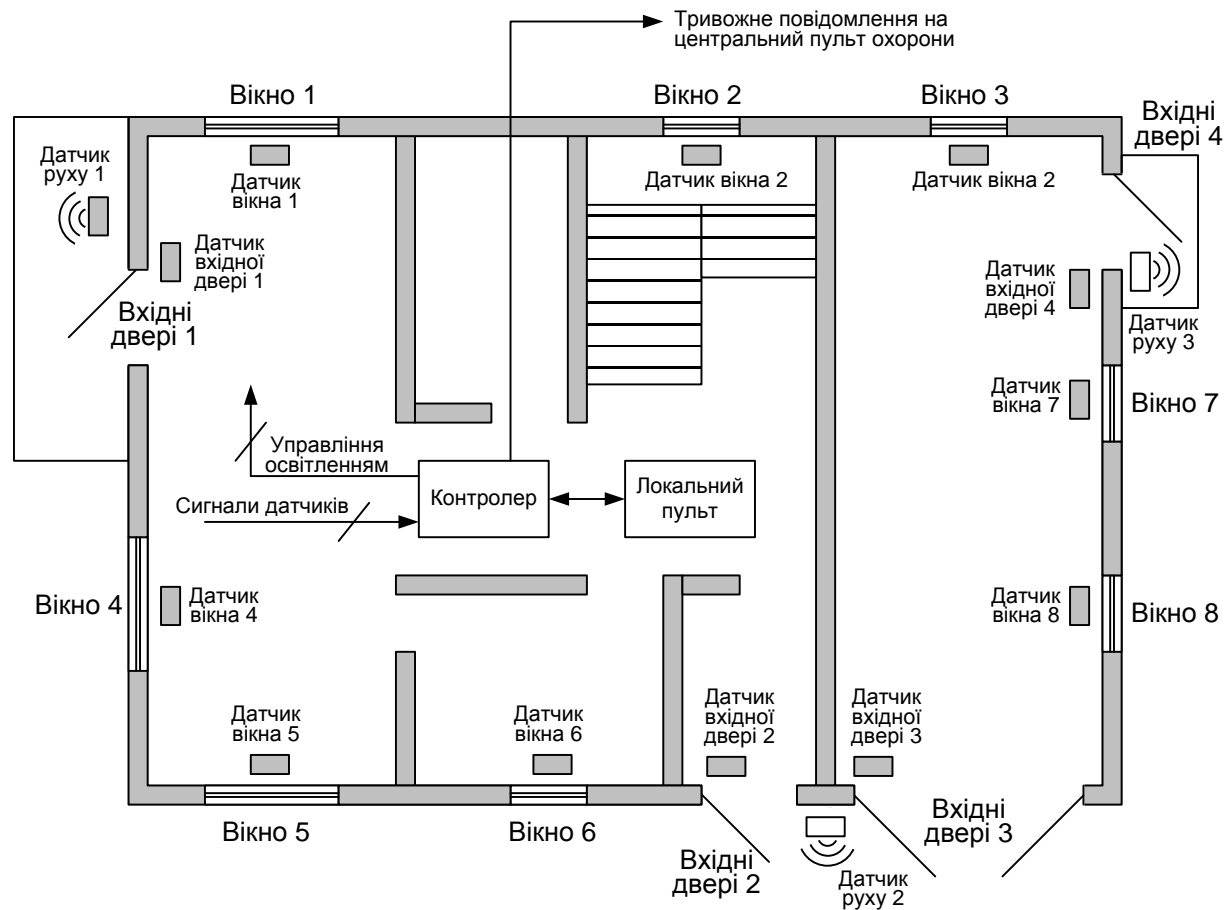 Тривожне повідомлення на
центральний пульт охорони
Вікно 1
Вікно 2
Вікно 3
Вхідні
двері 4
Датчик
руху 1
Датчик
вікна 1
Датчик вікна 2
Датчик вікна 2
Датчик
вхідної
двері 1
Датчик
вхідної
двері 4
Вхідні
двері 1
Датчик
руху 3
Датчик
вікна 7
Вікно 7
Управління
освітленням
Сигнали датчиків
Контролер
Локальний
пульт
Вікно 4
Датчик
вікна 4
Датчик
вікна 8
Вікно 8
Датчик
вікна 5
Датчик
вікна 6
Датчик
вхідної
двері 2
Датчик
вхідної
двері 3
Вікно 5
Вікно 6
Вхідні
двері 2
Датчик
руху 2
Вхідні
двері 3